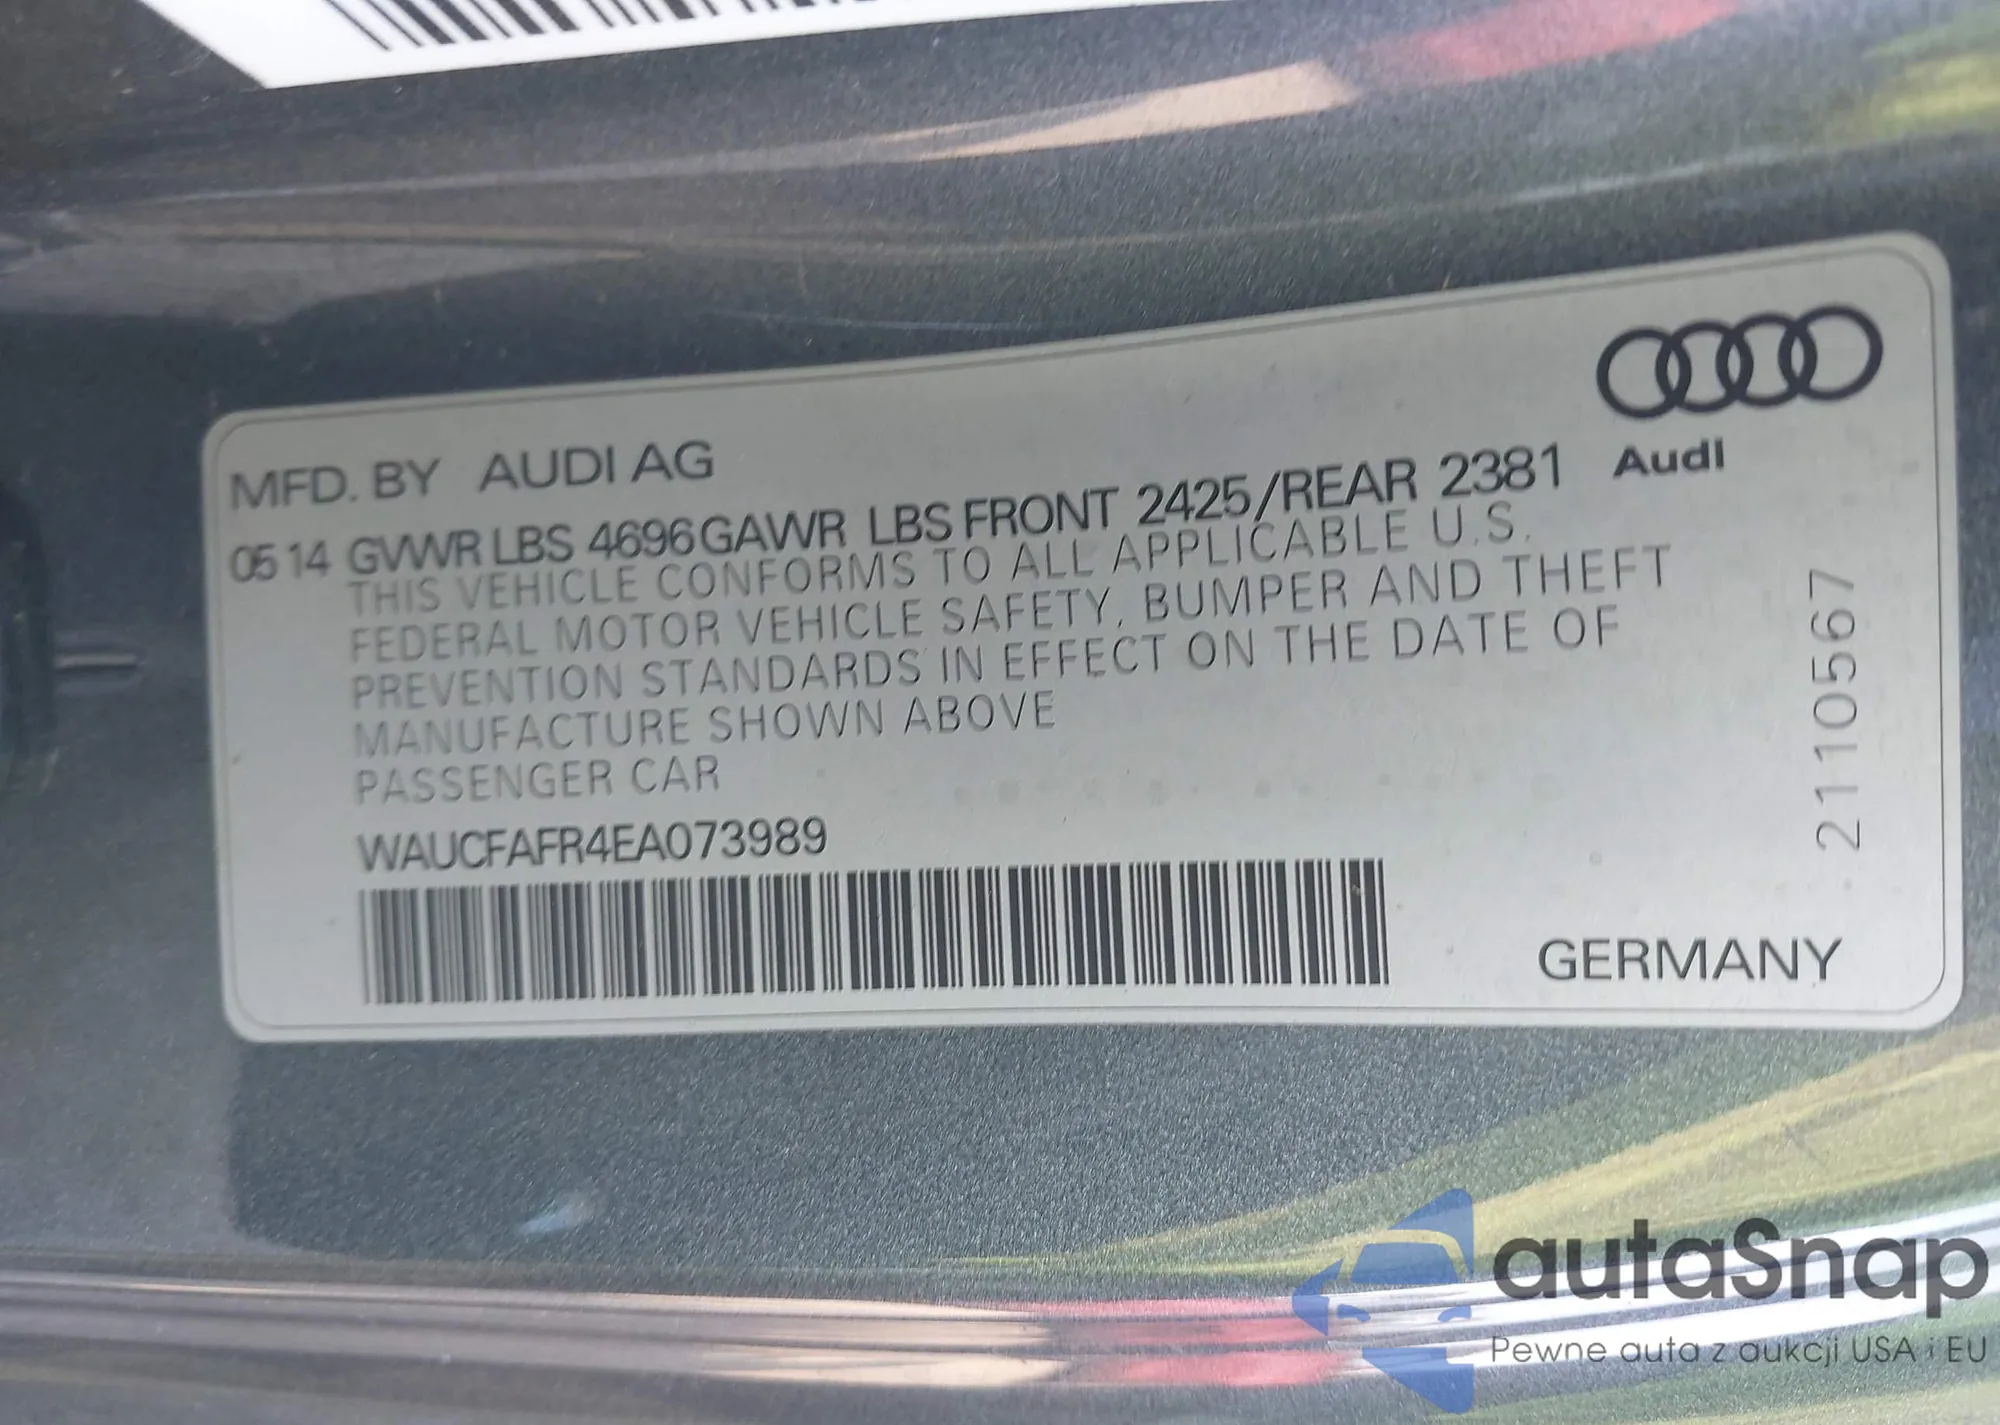 MFD. BY AUDI AG
05 14 GVWR LBS 4696 GAWR LBS FRONT 2425/REAR 2381
THIS VEHICLE CONFORMS TO ALL APPLICABLE U.S.
FEDERAL MOTOR VEHICLE SAFETY, BUMPER AND THEFT
PREVENTION STANDARDS IN EFFECT ON THE DATE OF
MANUFACTURE SHOWN ABOVE
PASSENGER CAR
WAUCFAFR4EA073989
Audi
2110567
GERMANY
autaSnap
Pewne auta z aukcji USA i EU